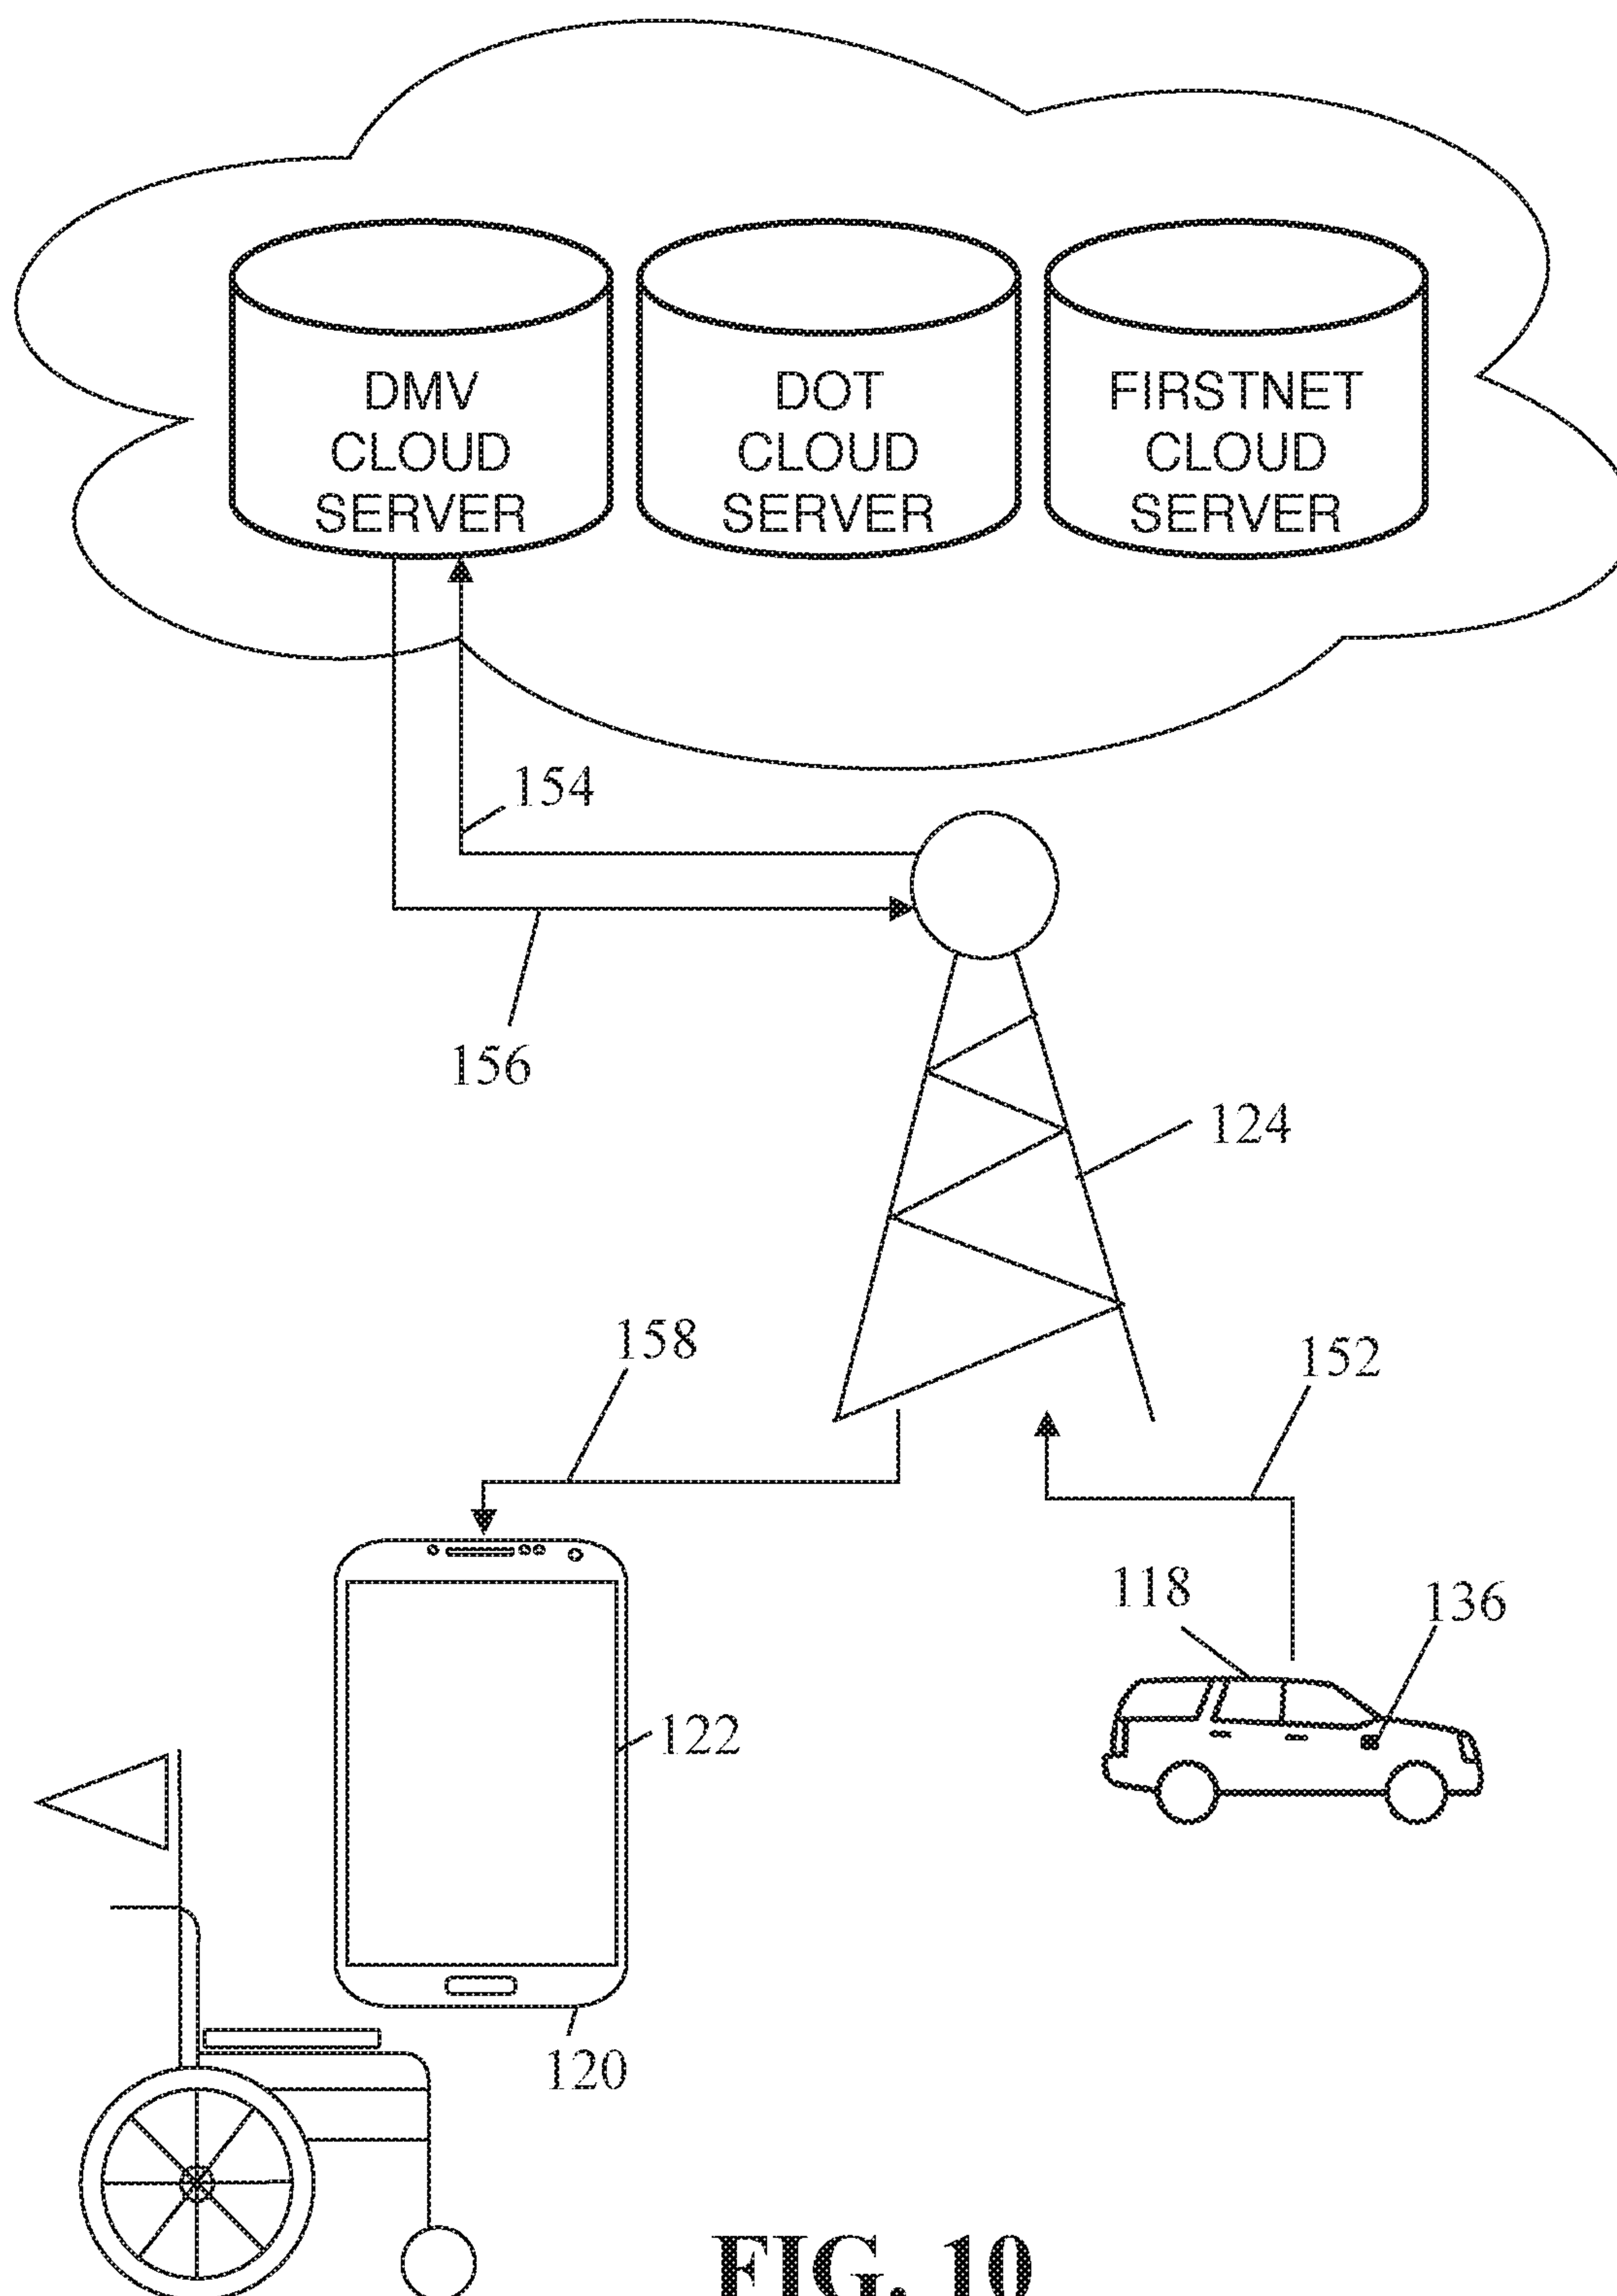 DMV
CLOUD
SERVER
DOT
CLOUD
SERVER
FIRSTNET
CLOUD
SERVER
154
156
124
158
152
118
136
122
120
FIG. 10